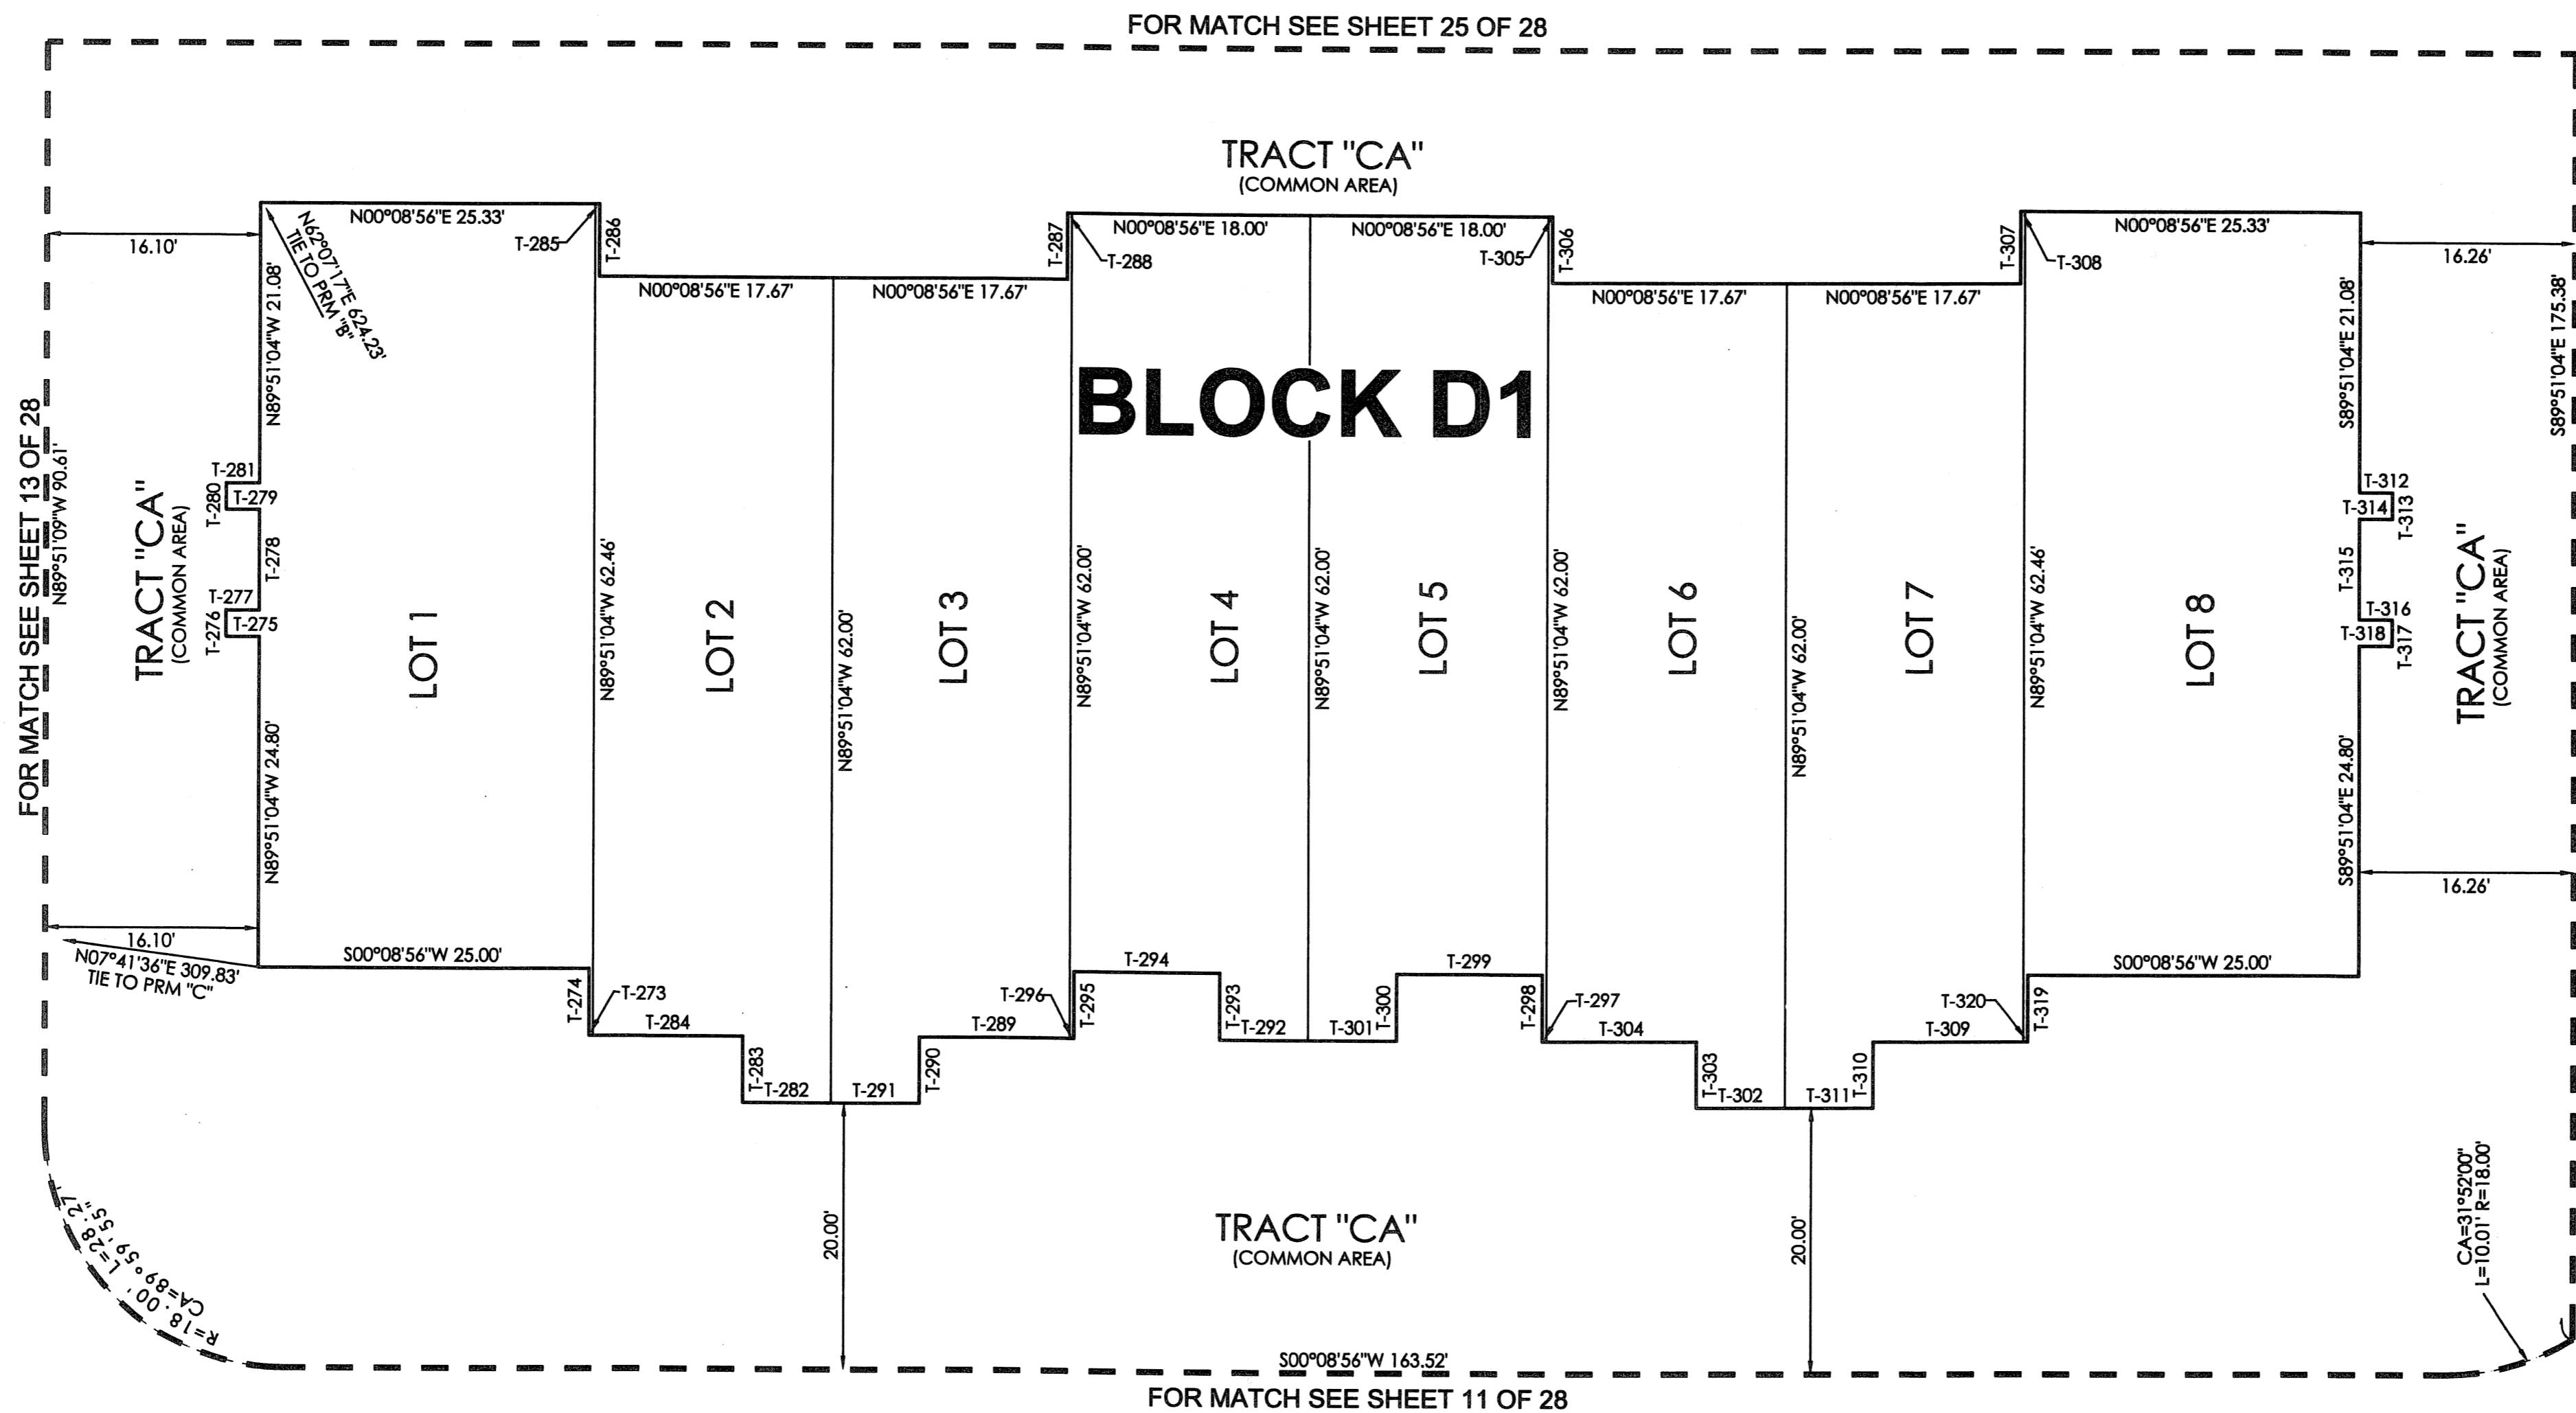 FOR MATCH SEE SHEET 25 OF 28
TRACT "CA"
(COMMON AREA)
N00°08'56"E 25.33'
T-285
T-286
T-287
T-288
N00°08'56"E 18.00'
N00°08'56"E 18.00'
T-305
T-306
T-307
T-308
N00°08'56"E 25.33'
16.10'
16.26'
N62°07'17"E 624.23'
TIE TO PRM "B"
N00°08'56"E 17.67'
N00°08'56"E 17.67'
N00°08'56"E 17.67'
N00°08'56"E 17.67'
N89°51'04"W 21.08'
S89°51'04"E 21.08'
S89°51'04"E 175.38'
BLOCK D1
FOR MATCH SEE SHEET 13 OF 28
N89°51'09"W 90.61'
TRACT "CA"
(COMMON AREA)
T-281
T-280
T-279
T-278
T-277
T-276
T-275
LOT 1
N89°51'04"W 62.46'
LOT 2
N89°51'04"W 62.00'
LOT 3
N89°51'04"W 62.00'
LOT 4
N89°51'04"W 62.00'
LOT 5
N89°51'04"W 62.00'
LOT 6
N89°51'04"W 62.00'
LOT 7
N89°51'04"W 62.46'
LOT 8
T-312
T-314
T-313
T-315
T-316
T-318
T-317
TRACT "CA"
(COMMON AREA)
N89°51'04"W 24.80'
S89°51'04"E 24.80'
16.10'
16.26'
N07°41'36"E 309.83'
TIE TO PRM "C"
S00°08'56"W 25.00'
T-274
T-273
T-284
T-283
T-282
T-291
T-290
T-289
T-296
T-295
T-294
T-293
T-292
T-301
T-300
T-299
T-298
T-297
T-304
T-303
T-302
T-311
T-310
T-309
T-320
T-319
S00°08'56"W 25.00'
20.00'
TRACT "CA"
(COMMON AREA)
20.00'
R=18.00' L=28.27'
CA=89°59'55"
CA=31°52'00"
L=10.01' R=18.00'
S00°08'56"W 163.52'
FOR MATCH SEE SHEET 11 OF 28